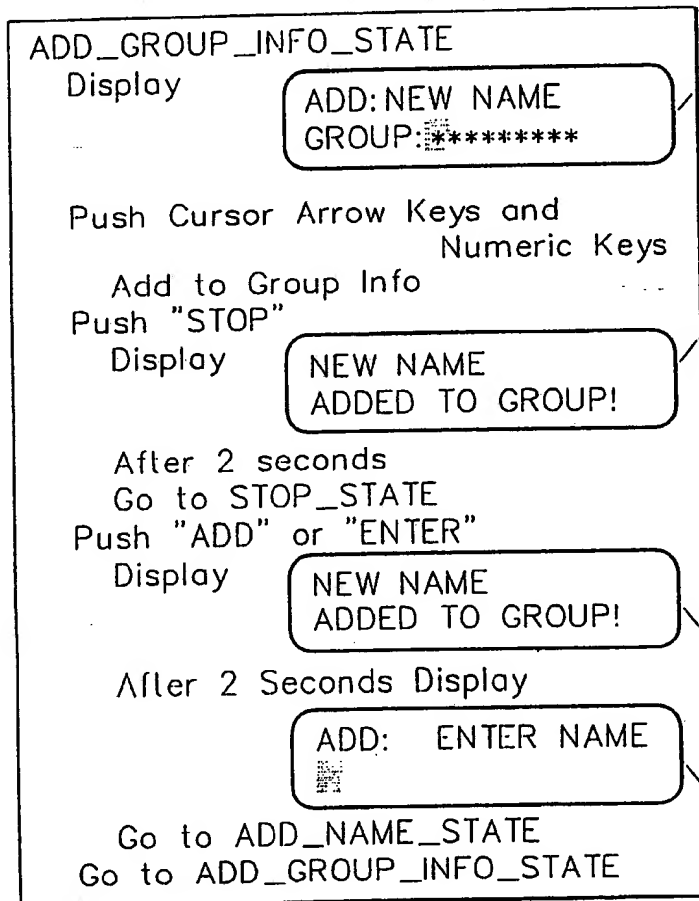 ADD_GROUP_INFO_STATE
Display
ADD: NEW NAME
GROUP:*********
Push Cursor Arrow Keys and
Numeric Keys
Add to Group Info
Push "STOP"
Display
NEW NAME
ADDED TO GROUP!
After 2 seconds
Go to STOP_STATE
Push "ADD" or "ENTER"
Display
NEW NAME
ADDED TO GROUP!
After 2 Seconds Display
ADD: ENTER NAME
Go to ADD_NAME_STATE
Go to ADD_GROUP_INFO_STATE